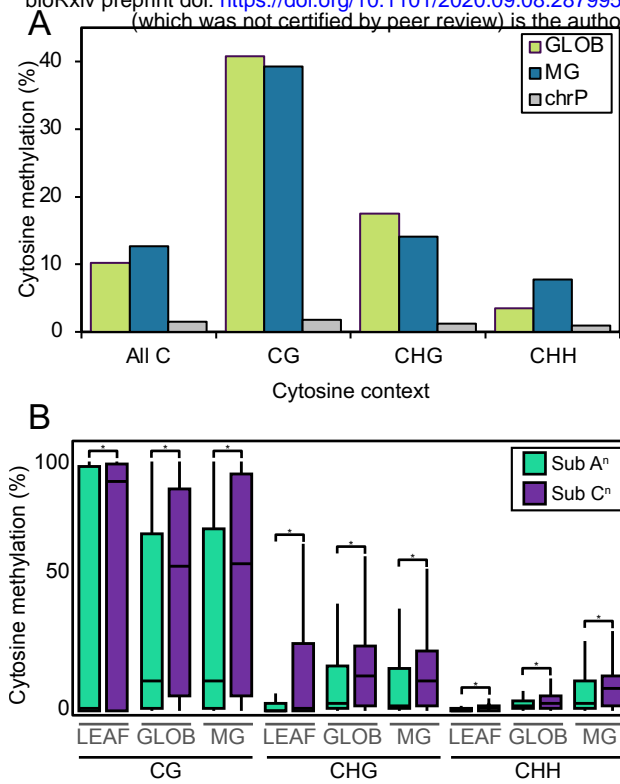 bioRxiv preprint doi: https://doi.org/10.1101/2020.09.08.287995
(which was not certified by peer review) is the autho
A
Cytosine methylation (%)
40
30
20
10
0
GLOB
MG
chrP
All C CG CHG CHH
Cytosine context
B
Cytosine methylation (%)
100
50
0
Sub Aⁿ
Sub Cⁿ
* * * * * * * * *
LEAF GLOB MG LEAF GLOB MG LEAF GLOB MG
CG CHG CHH